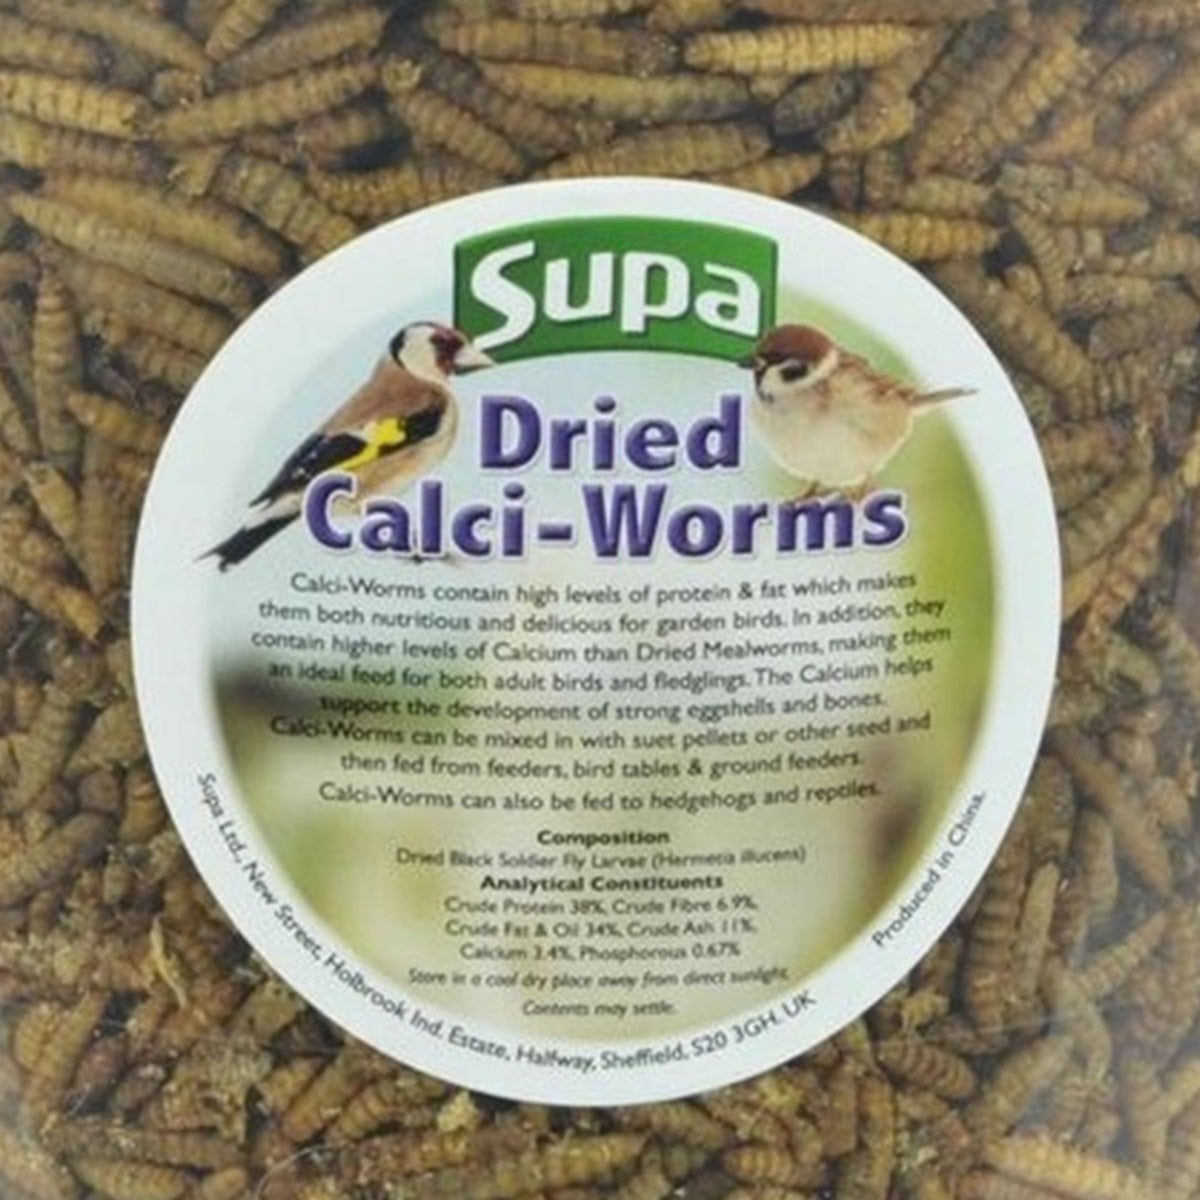 Supa
Dried
Calci-Worms
Calci-Worms contain high levels of protein & fat which makes
them both nutritious and delicious for garden birds. In addition, they
contain higher levels of Calcium than Dried Mealworms, making them
an ideal feed for both adult birds and fledglings. The Calcium helps
support the development of strong eggshells and bones.
Calci-Worms can be mixed in with suet pellets or other seed and
then fed from feeders, bird tables & ground feeders.
Calci-Worms can also be fed to hedgehogs and reptiles.
Composition
Dried Black Soldier Fly Larvae (Hermetia illucens)
Analytical Constituents
Crude Protein 38%, Crude Fibre 6.9%,
Crude Fat & Oil 34%, Crude Ash 11%,
Calcium 3.4%, Phosphorous 0.67%
Store in a cool dry place away from direct sunlight.
Contents may settle.
Supa Ltd., New Street, Holbrook Ind. Estate, Halfway, Sheffield, S20 3GH. UK
Produced in China.